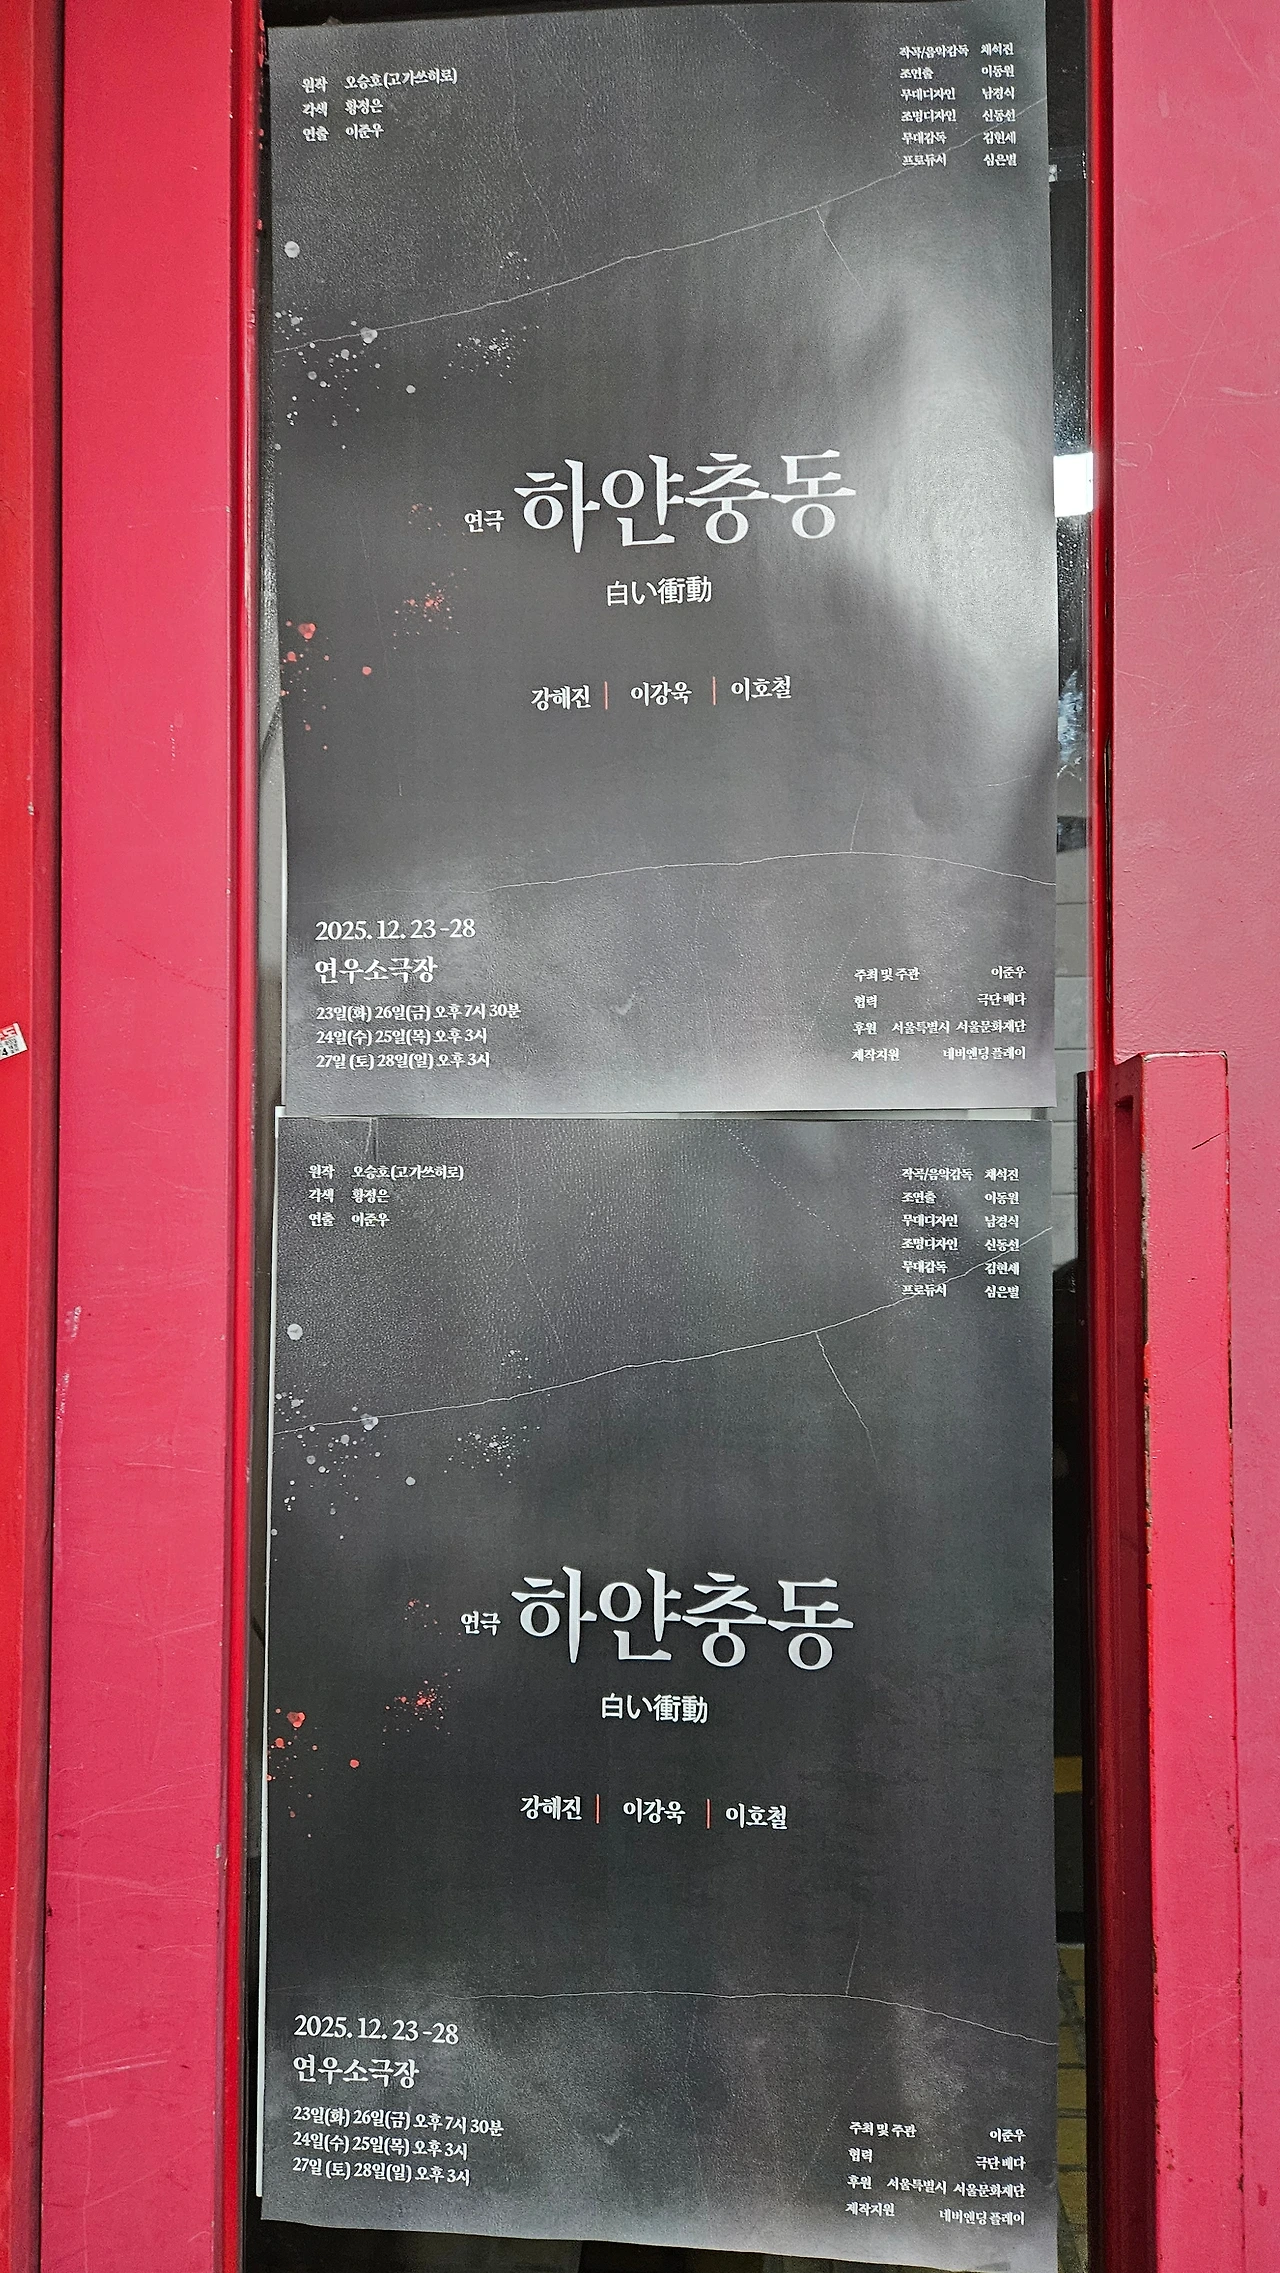 원작 오승호(고가쓰히로)
각색 황정은
연출 이준우
작곡/음악감독 채석진
조연출 이동원
무대디자인 남경식
조명디자인 신동선
무대감독 김현세
프로듀서 심은별
연극 하얀충동
白い衝動
강해진 | 이강욱 | 이호철
2025. 12. 23 -28
연우소극장
23일(화) 26일(금) 오후 7시 30분
24일(수) 25일(목) 오후 3시
27일 (토) 28일(일) 오후 3시
주최 및 주관 이준우
협력 극단 배다
후원 서울특별시 서울문화재단
제작지원 네버엔딩플레이
원작 오승호(고가쓰히로)
각색 황정은
연출 이준우
작곡/음악감독 채석진
조연출 이동원
무대디자인 남경식
조명디자인 신동선
무대감독 김현세
프로듀서 심은별
연극 하얀충동
白い衝動
강해진 | 이강욱 | 이호철
2025. 12. 23 -28
연우소극장
23일(화) 26일(금) 오후 7시 30분
24일(수) 25일(목) 오후 3시
27일 (토) 28일(일) 오후 3시
주최 및 주관 이준우
협력 극단 배다
후원 서울특별시 서울문화재단
제작지원 네버엔딩플레이